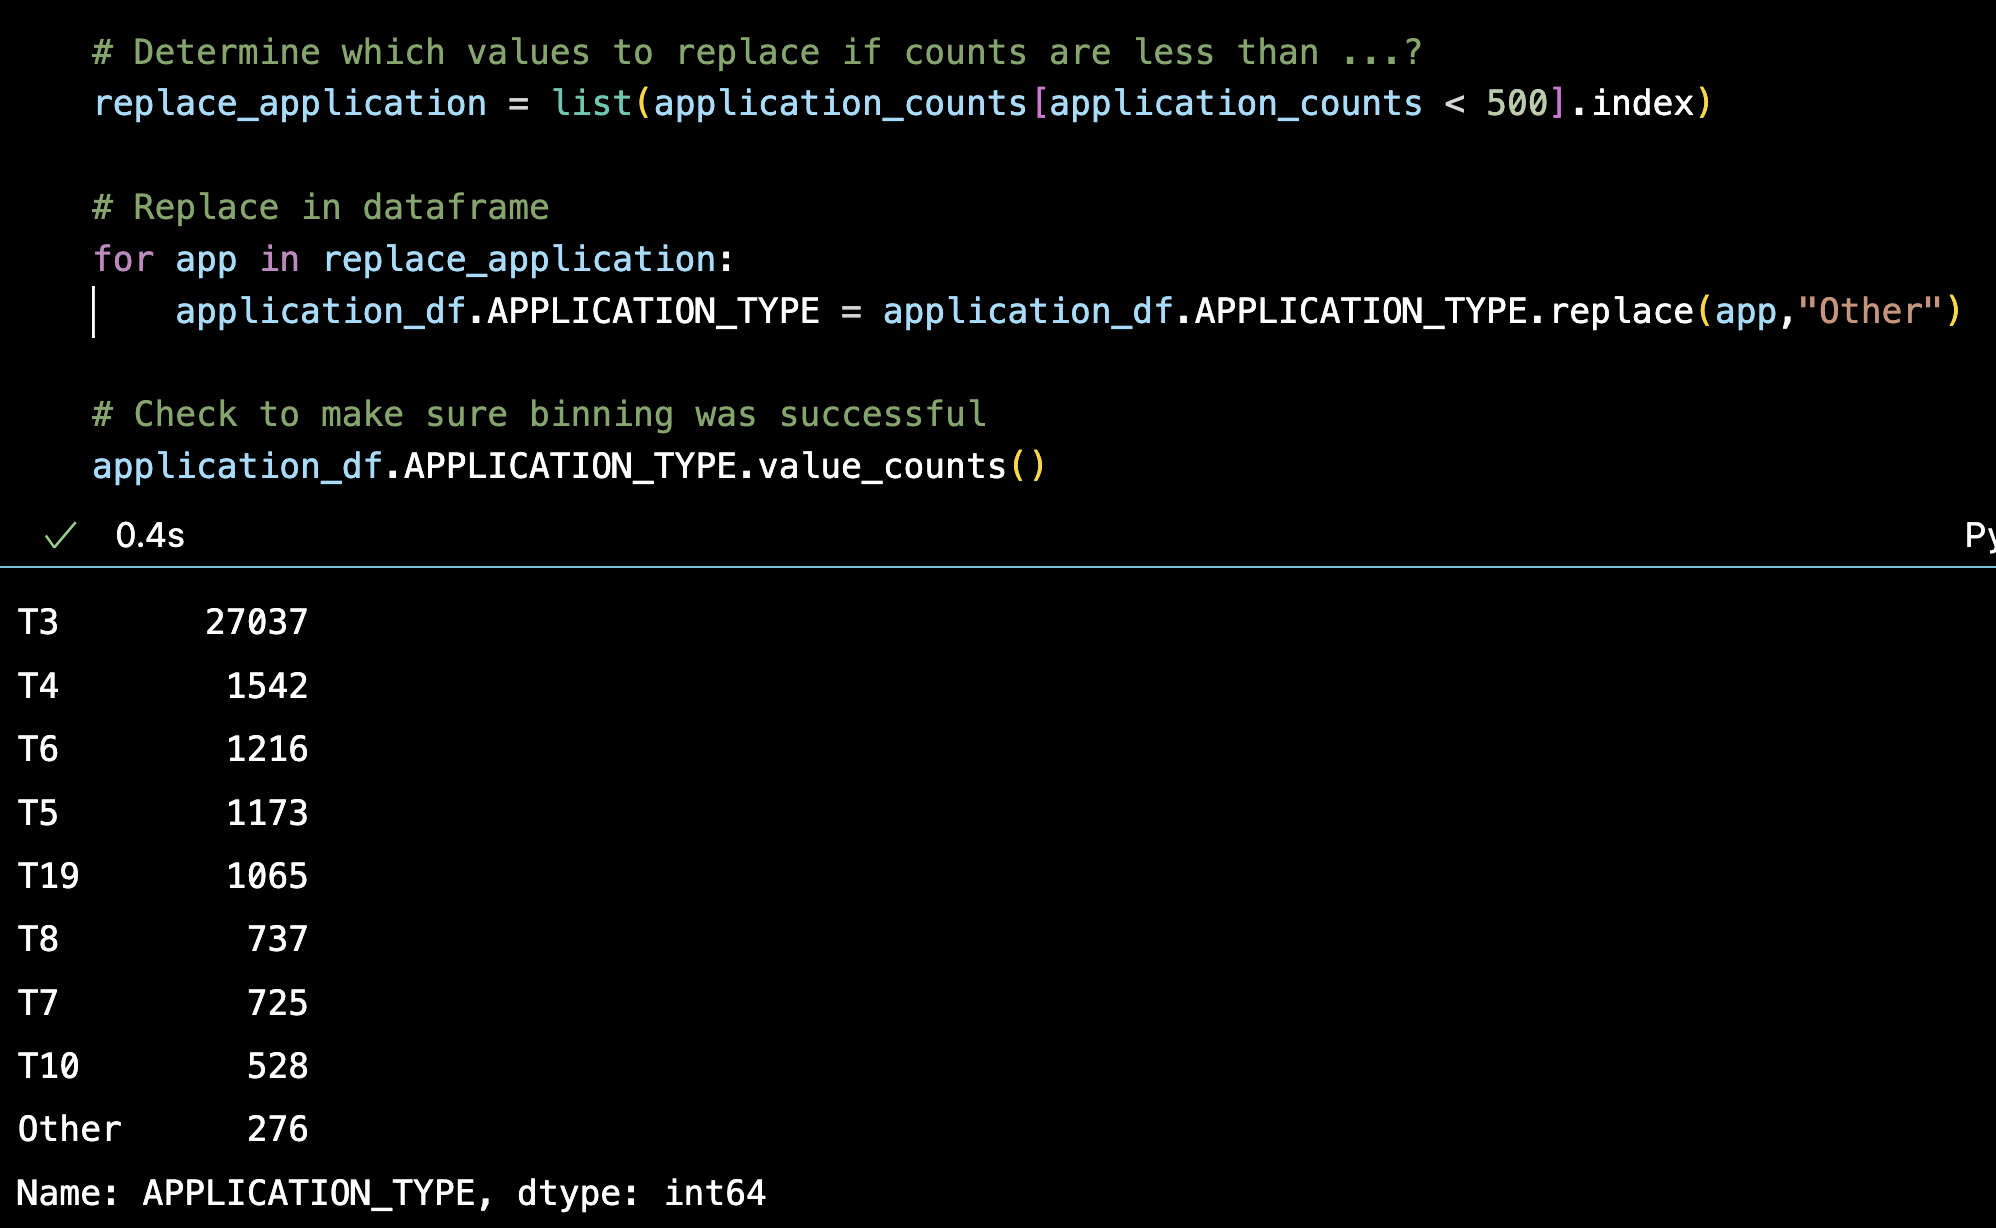 # Determine which values to replace if counts are less than ...?
replace_application = list(application_counts[application_counts < 500].index)
# Replace in dataframe
for app in replace_application:
    application_df.APPLICATION_TYPE = application_df.APPLICATION_TYPE.replace(app,"Other")
# Check to make sure binning was successful
application_df.APPLICATION_TYPE.value_counts()
0.4s Py
T3 27037
T4 1542
T6 1216
T5 1173
T19 1065
T8 737
T7 725
T10 528
Other 276
Name: APPLICATION_TYPE, dtype: int64